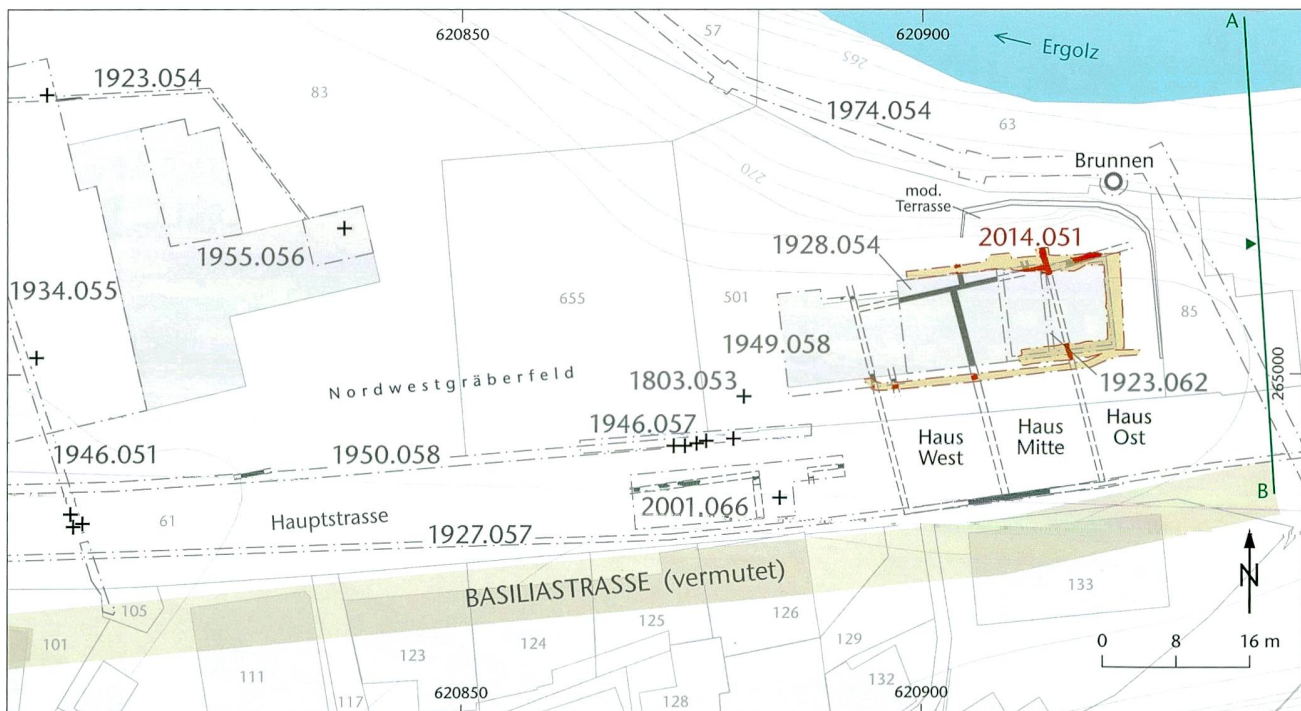 620850
620900
A
Ergolz
57
265
1923.054
83
1974.054
63
Brunnen
270
mod.
Terrasse
1928.054
2014.051
1955.056
1934.055
655
501
85
1949.058
Nordwestgräberfeld
1803.053
1923.062
265000
1946.057
1946.051
1950.058
Haus
West
Haus
Mitte
Haus
Ost
B
2001.066
61
Hauptstrasse
1927.057
BASILIASTRASSE (vermutet)
N
133
105
101
111
117
123
124
125
126
128
129
132
0 8 16 m
620850
620900